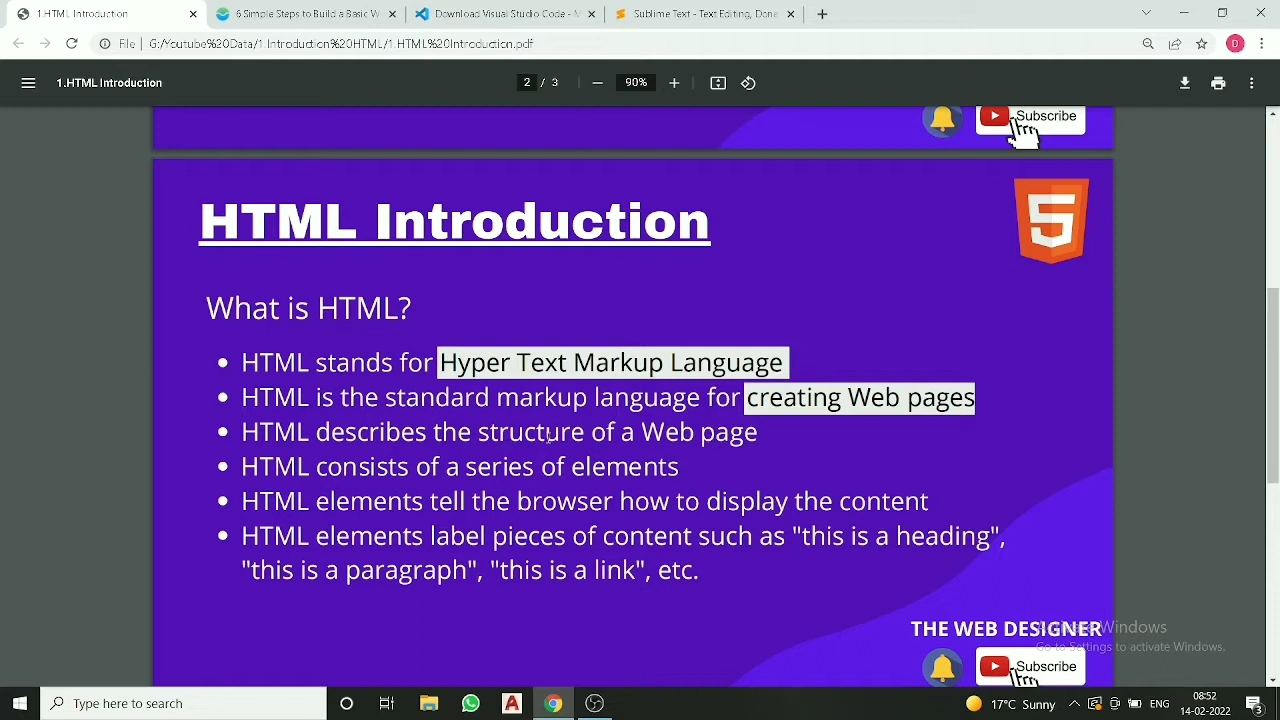 1.HTML Introduction
6 Simple Steps to Build a Basic W
Download Visual Studio Code - M
Sublime Text - Text Editing, Done
File | G:/Youtube%20Data/1.Introduction%20HTML/1.HTML%20Introduction.pdf
D
1.HTML Introduction
2 / 3
90%
Subscribe
HTML Introduction
5
What is HTML?
• HTML stands for Hyper Text Markup Language
• HTML is the standard markup language for creating Web pages
• HTML describes the structure of a Web page
• HTML consists of a series of elements
• HTML elements tell the browser how to display the content
• HTML elements label pieces of content such as "this is a heading",
"this is a paragraph", "this is a link", etc.
THE WEB DESIGNER
Activate Windows
Go to Settings to activate Windows.
Subscribe
Type here to search
A
17°C Sunny
ENG
08:52
14-02-2022
3